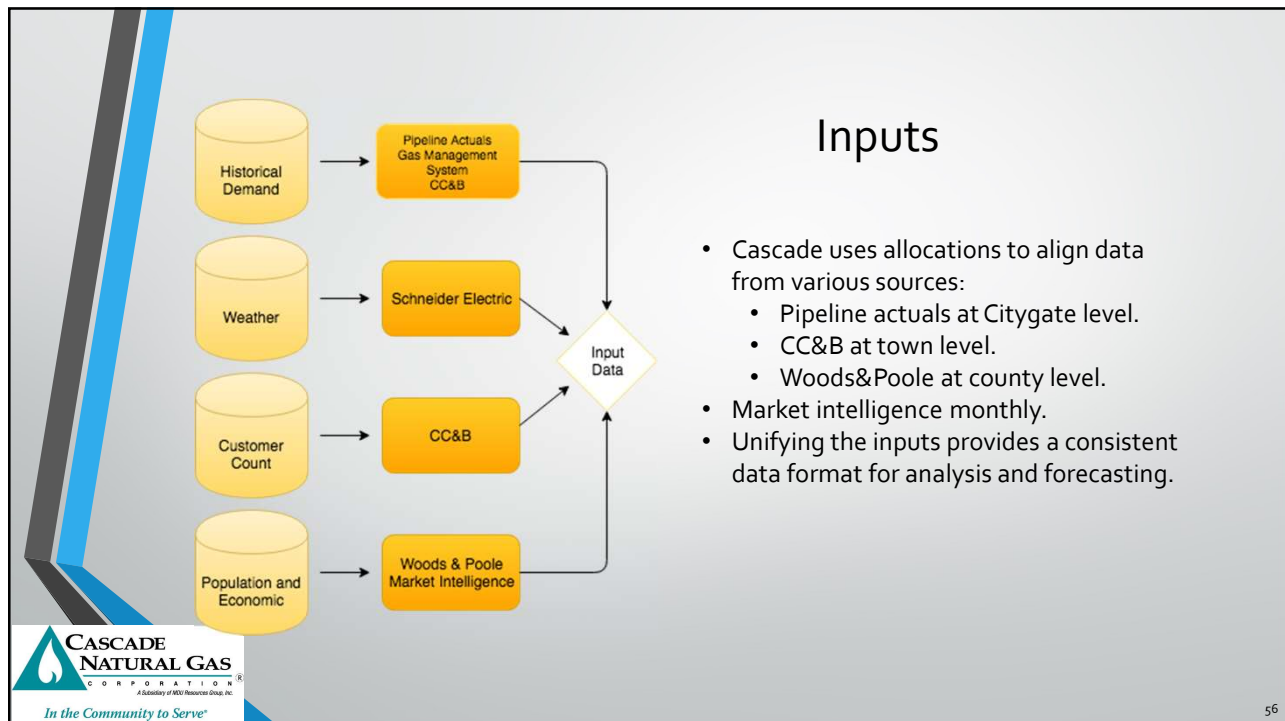 Inputs
Historical
Demand
Pipeline Actuals
Gas Management
System
CC&B
Weather
Schneider Electric
Input
Data
Customer
Count
CC&B
Population and
Economic
Woods & Poole
Market Intelligence
• Cascade uses allocations to align data
from various sources:
• Pipeline actuals at Citygate level.
• CC&B at town level.
• Woods&Poole at county level.
• Market intelligence monthly.
• Unifying the inputs provides a consistent
data format for analysis and forecasting.
CASCADE
NATURAL GAS
CORPORATION ®
A Subsidiary of MDU Resources Group, Inc.
In the Community to Serve®
56